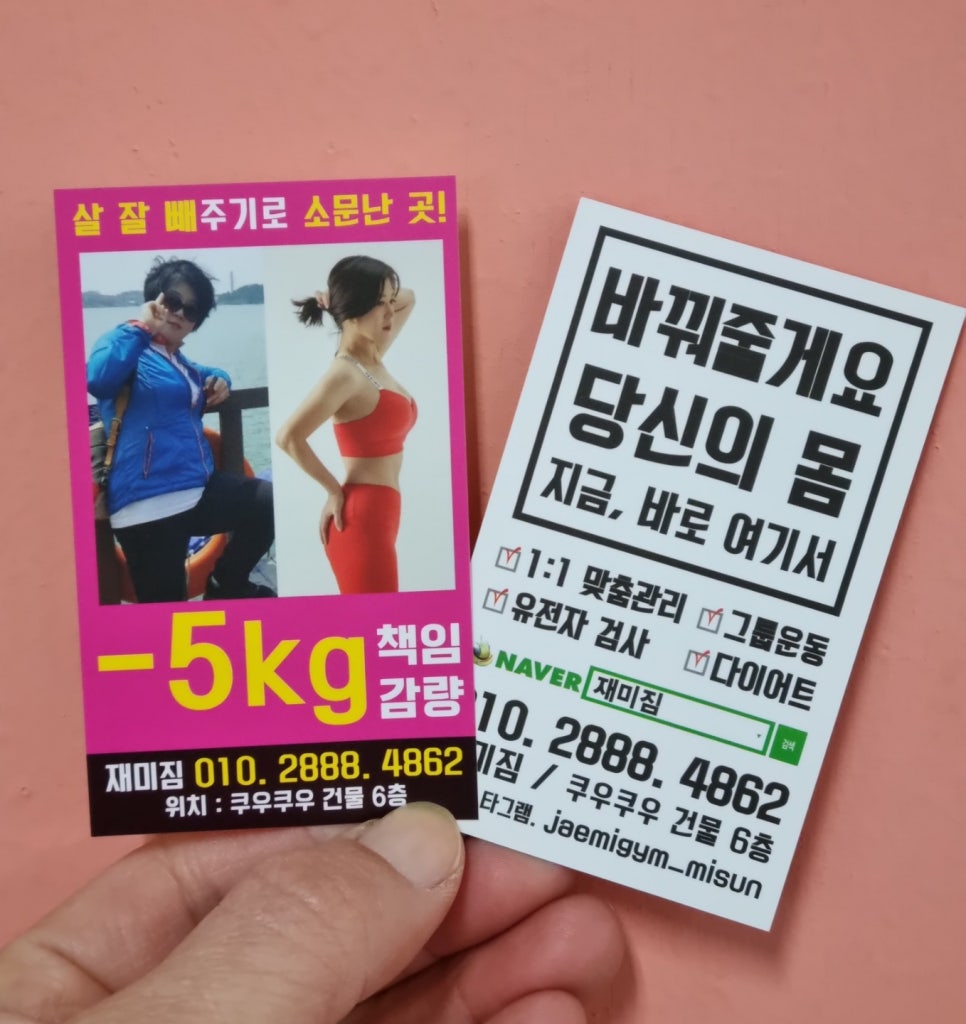 살 잘 빼주기로 소문난 곳!
-5kg 책임
감량
재미짐 010. 2888. 4862
위치 : 쿠우쿠우 건물 6층
바꿔줄게요
당신의 몸
지금, 바로 여기서
1:1 맞춤관리
그룹운동
유전자 검사
다이어트
NAVER 재미짐 검색
010. 2888. 4862
미짐 / 쿠우쿠우 건물 6층
타그램. jaemigym_misun